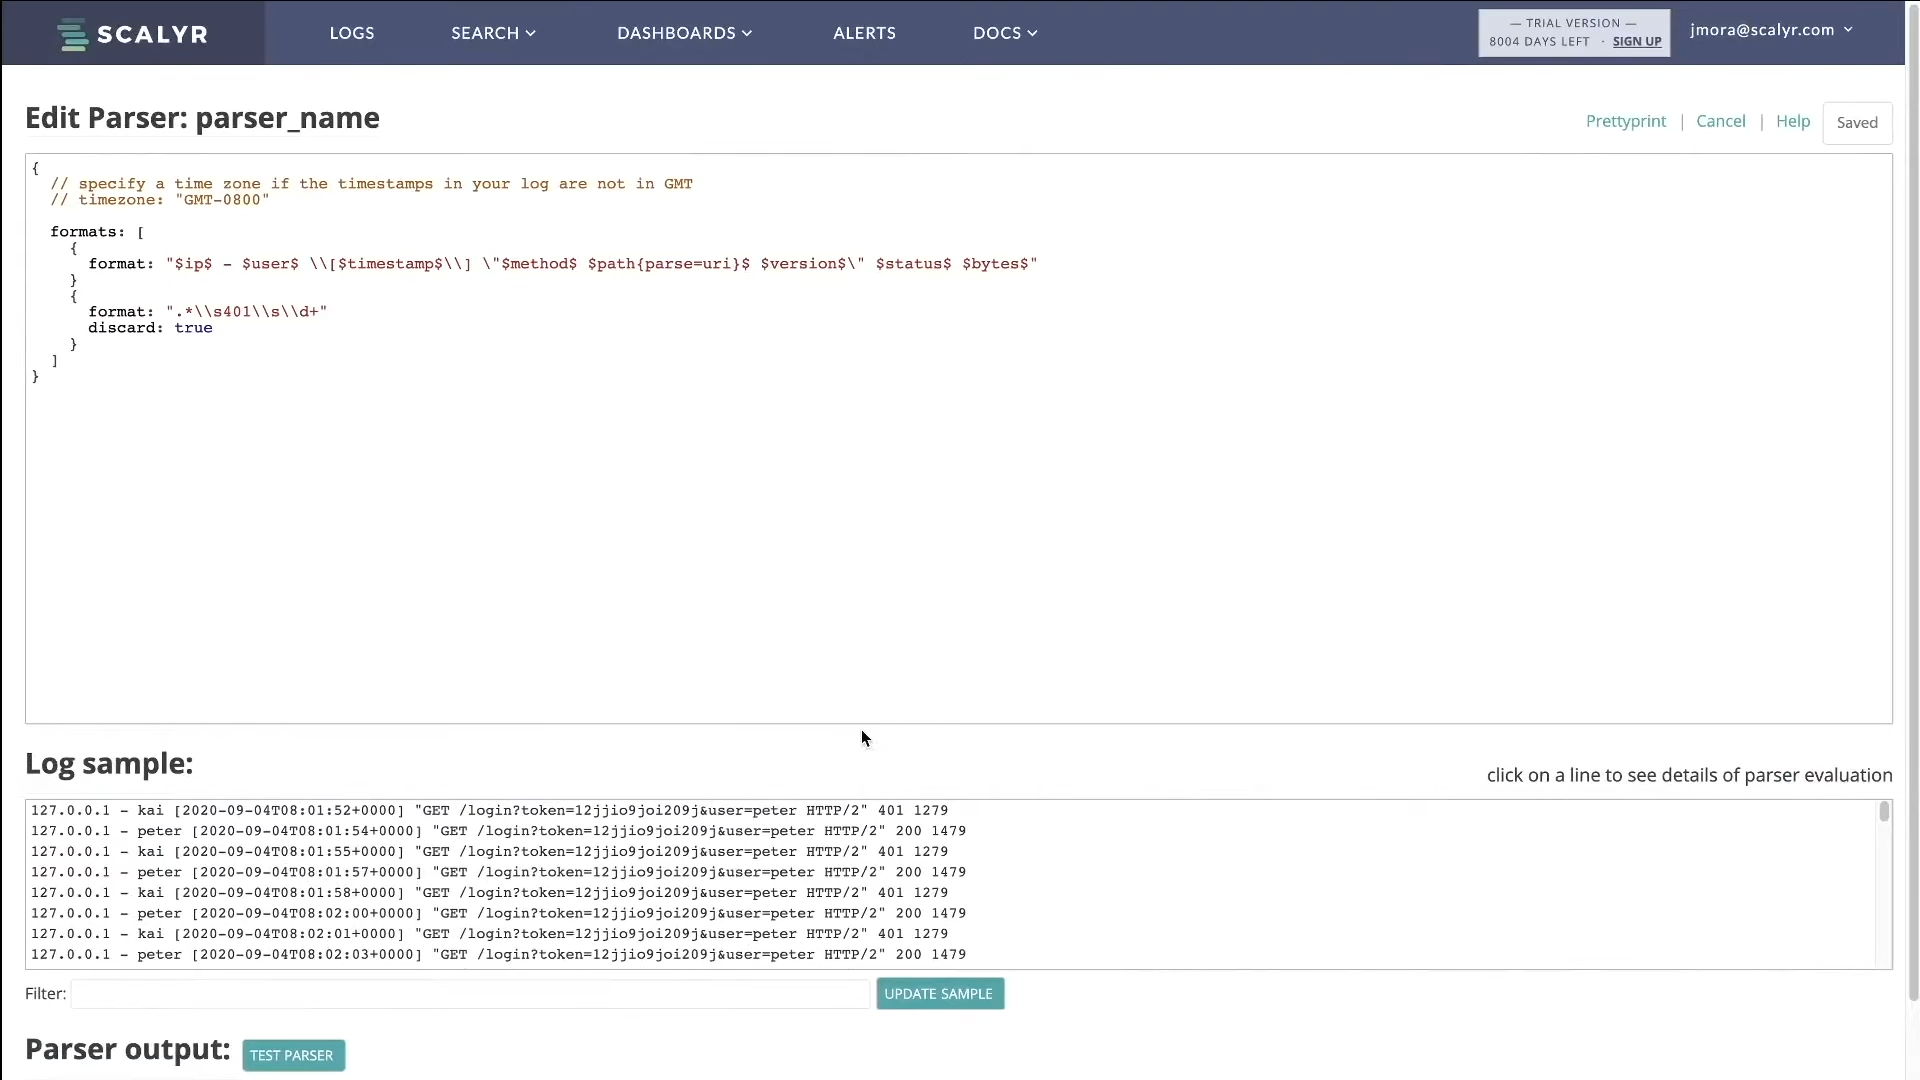 SCALYR
LOGS
SEARCH
DASHBOARDS
ALERTS
DOCS
— TRIAL VERSION —
8004 DAYS LEFT · SIGN UP
jmora@scalyr.com
Edit Parser: parser_name
Prettyprint | Cancel | Help
Saved
{
// specify a time zone if the timestamps in your log are not in GMT
// timezone: "GMT-0800"
formats: [
{
format: "$ip$ - $user$ \\[$timestamp$\\] \"$method$ $path{parse=uri}$ $version$\" $status$ $bytes$"
}
{
format: ".*\\s401\\s\\d+"
discard: true
}
]
}
Log sample:
click on a line to see details of parser evaluation
127.0.0.1 - kai [2020-09-04T08:01:52+0000] "GET /login?token=12jjio9joi209j&user=peter HTTP/2" 401 1279
127.0.0.1 - peter [2020-09-04T08:01:54+0000] "GET /login?token=12jjio9joi209j&user=peter HTTP/2" 200 1479
127.0.0.1 - kai [2020-09-04T08:01:55+0000] "GET /login?token=12jjio9joi209j&user=peter HTTP/2" 401 1279
127.0.0.1 - peter [2020-09-04T08:01:57+0000] "GET /login?token=12jjio9joi209j&user=peter HTTP/2" 200 1479
127.0.0.1 - kai [2020-09-04T08:01:58+0000] "GET /login?token=12jjio9joi209j&user=peter HTTP/2" 401 1279
127.0.0.1 - peter [2020-09-04T08:02:00+0000] "GET /login?token=12jjio9joi209j&user=peter HTTP/2" 200 1479
127.0.0.1 - kai [2020-09-04T08:02:01+0000] "GET /login?token=12jjio9joi209j&user=peter HTTP/2" 401 1279
127.0.0.1 - peter [2020-09-04T08:02:03+0000] "GET /login?token=12jjio9joi209j&user=peter HTTP/2" 200 1479
Filter:
UPDATE SAMPLE
Parser output:
TEST PARSER